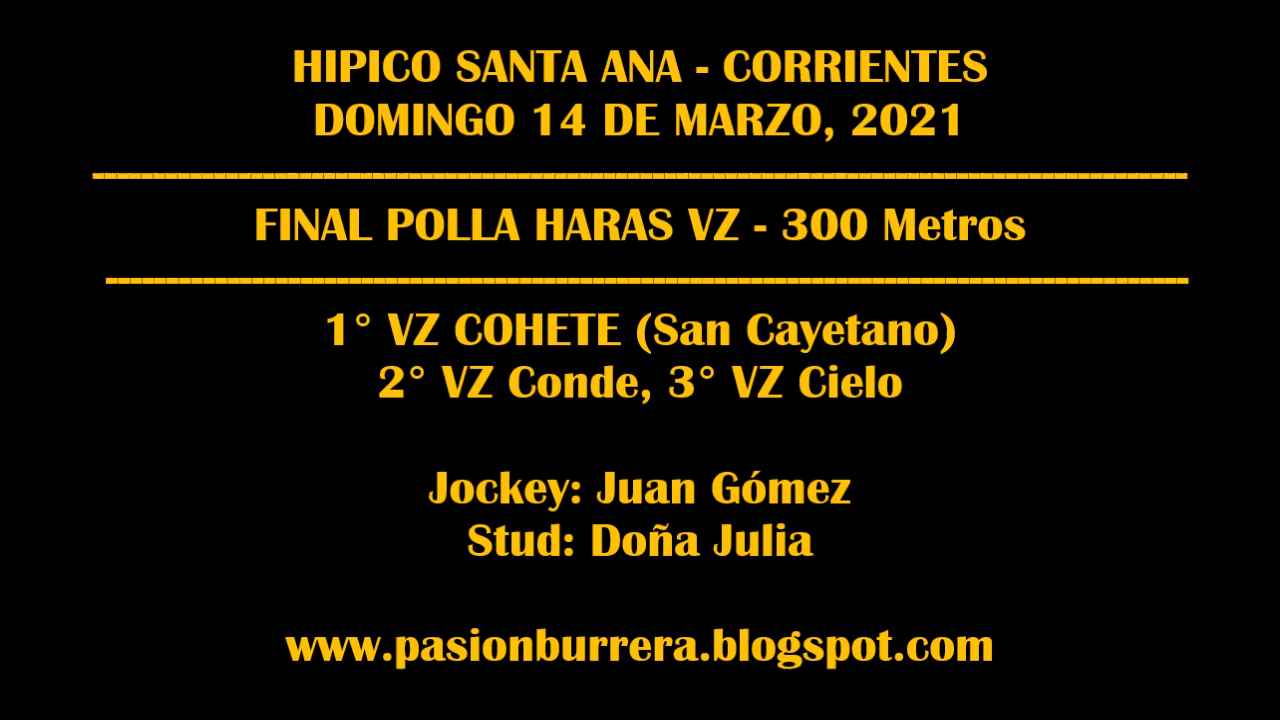 HIPICO SANTA ANA - CORRIENTES
DOMINGO 14 DE MARZO, 2021
FINAL POLLA HARAS VZ - 300 Metros
1° VZ COHETE (San Cayetano)
2° VZ Conde, 3° VZ Cielo
Jockey: Juan Gómez
Stud: Doña Julia
www.pasionburrera.blogspot.com